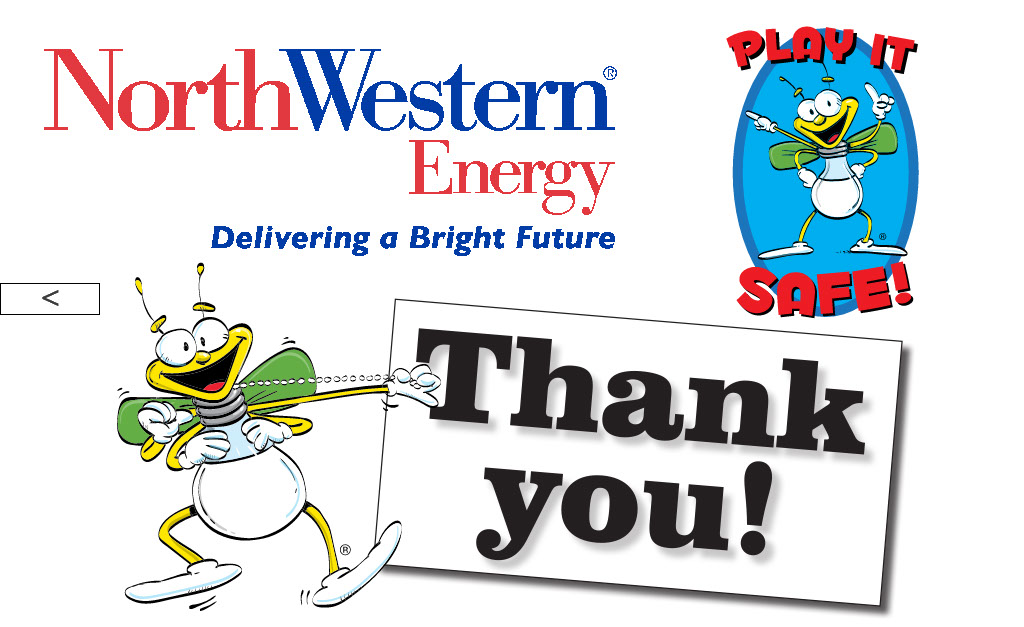 NorthWestern®
Energy
Delivering a Bright Future
PLAY IT
SAFE!
®
<
Thank
you!
®